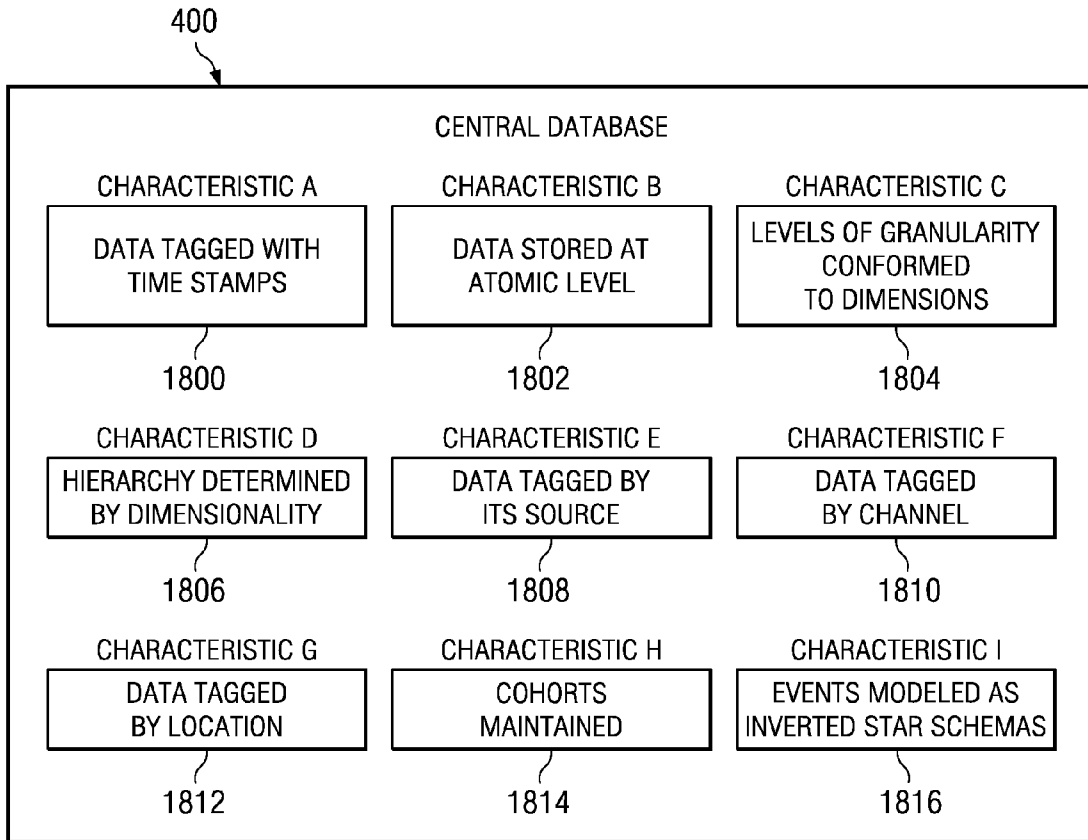 400
CENTRAL DATABASE
CHARACTERISTIC A
DATA TAGGED WITH
TIME STAMPS
1800
CHARACTERISTIC B
DATA STORED AT
ATOMIC LEVEL
1802
CHARACTERISTIC C
LEVELS OF GRANULARITY
CONFORMED
TO DIMENSIONS
1804
CHARACTERISTIC D
HIERARCHY DETERMINED
BY DIMENSIONALITY
1806
CHARACTERISTIC E
DATA TAGGED BY
ITS SOURCE
1808
CHARACTERISTIC F
DATA TAGGED
BY CHANNEL
1810
CHARACTERISTIC G
DATA TAGGED
BY LOCATION
1812
CHARACTERISTIC H
COHORTS
MAINTAINED
1814
CHARACTERISTIC I
EVENTS MODELED AS
INVERTED STAR SCHEMAS
1816